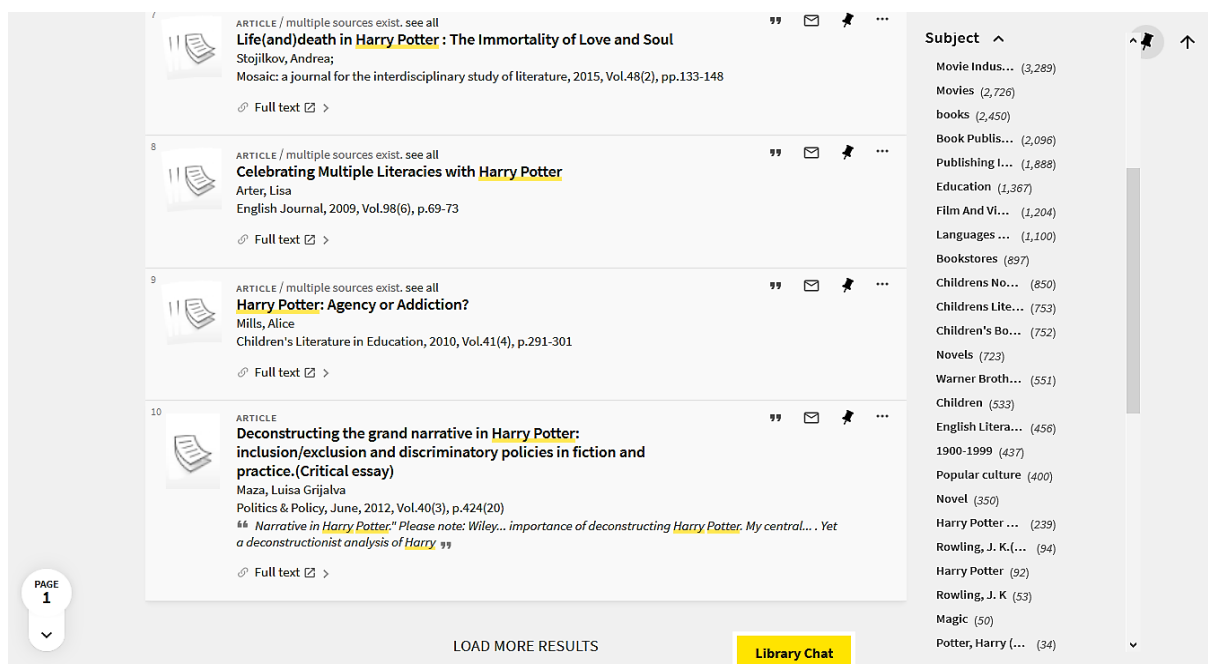 7
ARTICLE / multiple sources exist. see all
Life(and)death in Harry Potter : The Immortality of Love and Soul
Stojilkov, Andrea;
Mosaic: a journal for the interdisciplinary study of literature, 2015, Vol.48(2), pp.133-148
Full text
8
ARTICLE / multiple sources exist. see all
Celebrating Multiple Literacies with Harry Potter
Arter, Lisa
English Journal, 2009, Vol.98(6), p.69-73
Full text
9
ARTICLE / multiple sources exist. see all
Harry Potter: Agency or Addiction?
Mills, Alice
Children's Literature in Education, 2010, Vol.41(4), p.291-301
Full text
10
ARTICLE
Deconstructing the grand narrative in Harry Potter:
inclusion/exclusion and discriminatory policies in fiction and
practice.(Critical essay)
Maza, Luisa Grijalva
Politics & Policy, June, 2012, Vol.40(3), p.424(20)
“ Narrative in Harry Potter." Please note: Wiley... importance of deconstructing Harry Potter. My central... . Yet
a deconstructionist analysis of Harry ”
Full text
PAGE
1
LOAD MORE RESULTS
Library Chat
Subject
Movie Indus... (3,289)
Movies (2,726)
books (2,450)
Book Publis... (2,096)
Publishing I... (1,888)
Education (1,367)
Film And Vi... (1,204)
Languages ... (1,100)
Bookstores (897)
Childrens No... (850)
Childrens Lite... (753)
Children's Bo... (752)
Novels (723)
Warner Broth... (551)
Children (533)
English Litera... (456)
1900-1999 (437)
Popular culture (400)
Novel (350)
Harry Potter ... (239)
Rowling, J. K.(... (94)
Harry Potter (92)
Rowling, J. K (53)
Magic (50)
Potter, Harry (... (34)